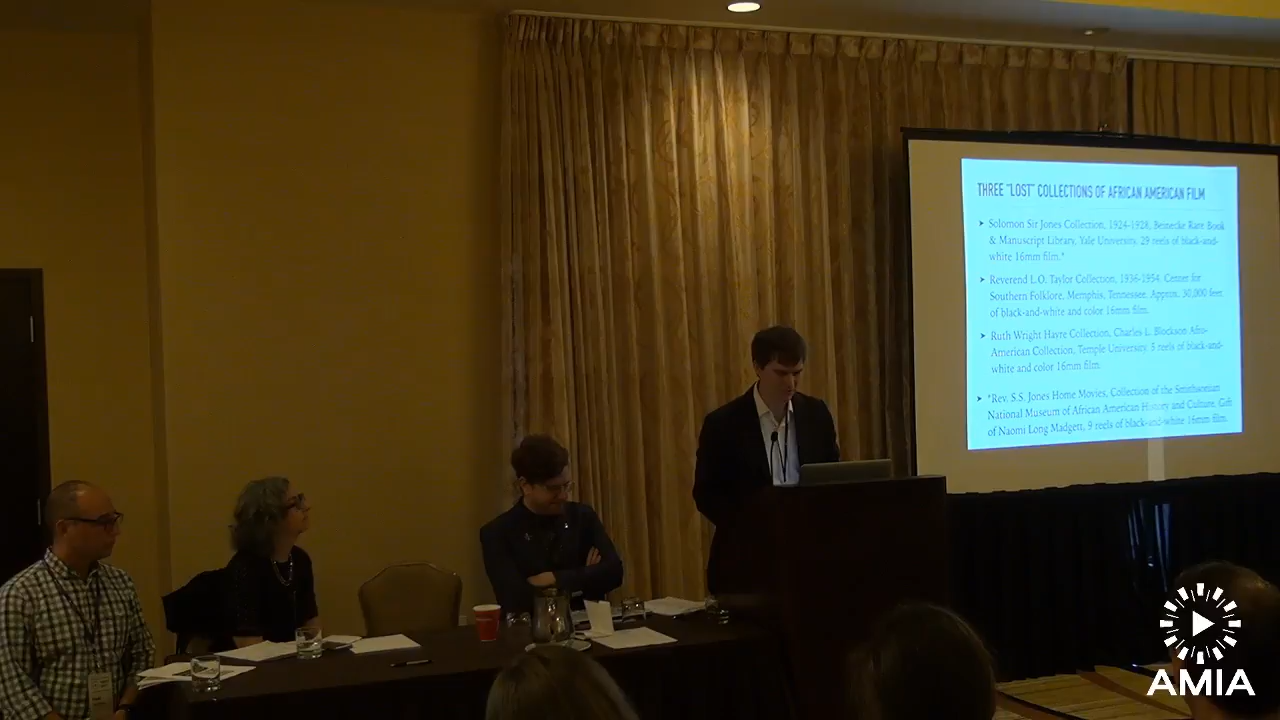 THREE "LOST" COLLECTIONS OF AFRICAN AMERICAN FILM
➤ Solomon Sir Jones Collection, 1924-1928, Beinecke Rare Book
& Manuscript Library, Yale University. 29 reels of black-and-
white 16mm film.*
➤ Reverend L.O. Taylor Collection, 1936-1954. Center for
Southern Folklore, Memphis, Tennessee. Approx. 30,000 feet
of black-and-white and color 16mm film.
➤ Ruth Wright Hayre Collection, Charles L. Blockson Afro-
American Collection, Temple University. 5 reels of black-and-
white and color 16mm film.
➤ *Rev. S.S. Jones Home Movies, Collection of the Smithsonian
National Museum of African American History and Culture, Gift
of Naomi Long Madgett, 9 reels of black-and-white 16mm film.
AMIA